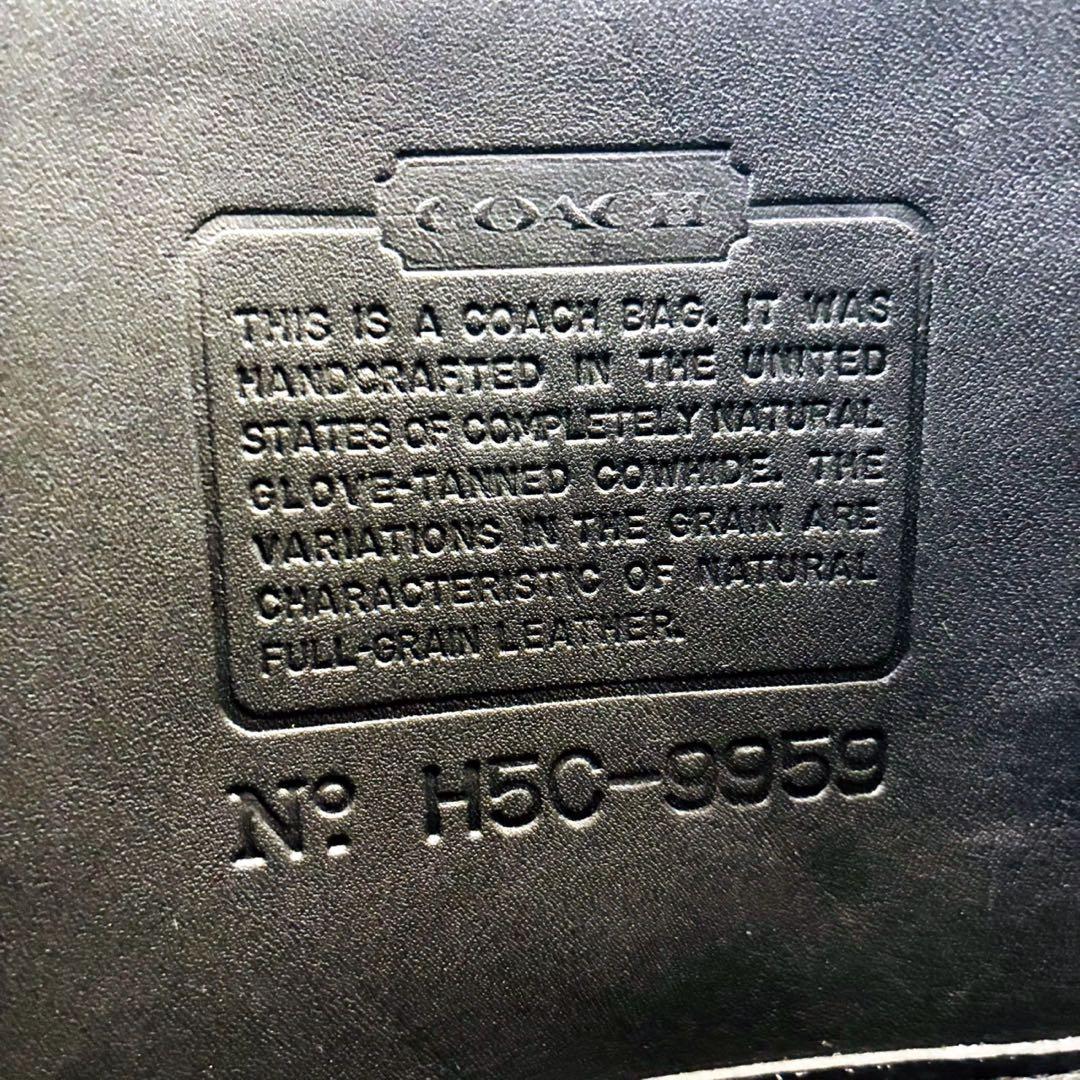 COACH
THIS IS A COACH BAG. IT WAS
HANDCRAFTED IN THE UNITED
STATES OF COMPLETELY NATURAL
GLOVE-TANNED COWHIDE. THE
VARIATIONS IN THE GRAIN ARE
CHARACTERISTIC OF NATURAL
FULL-GRAIN LEATHER.
Nº H5C-9959